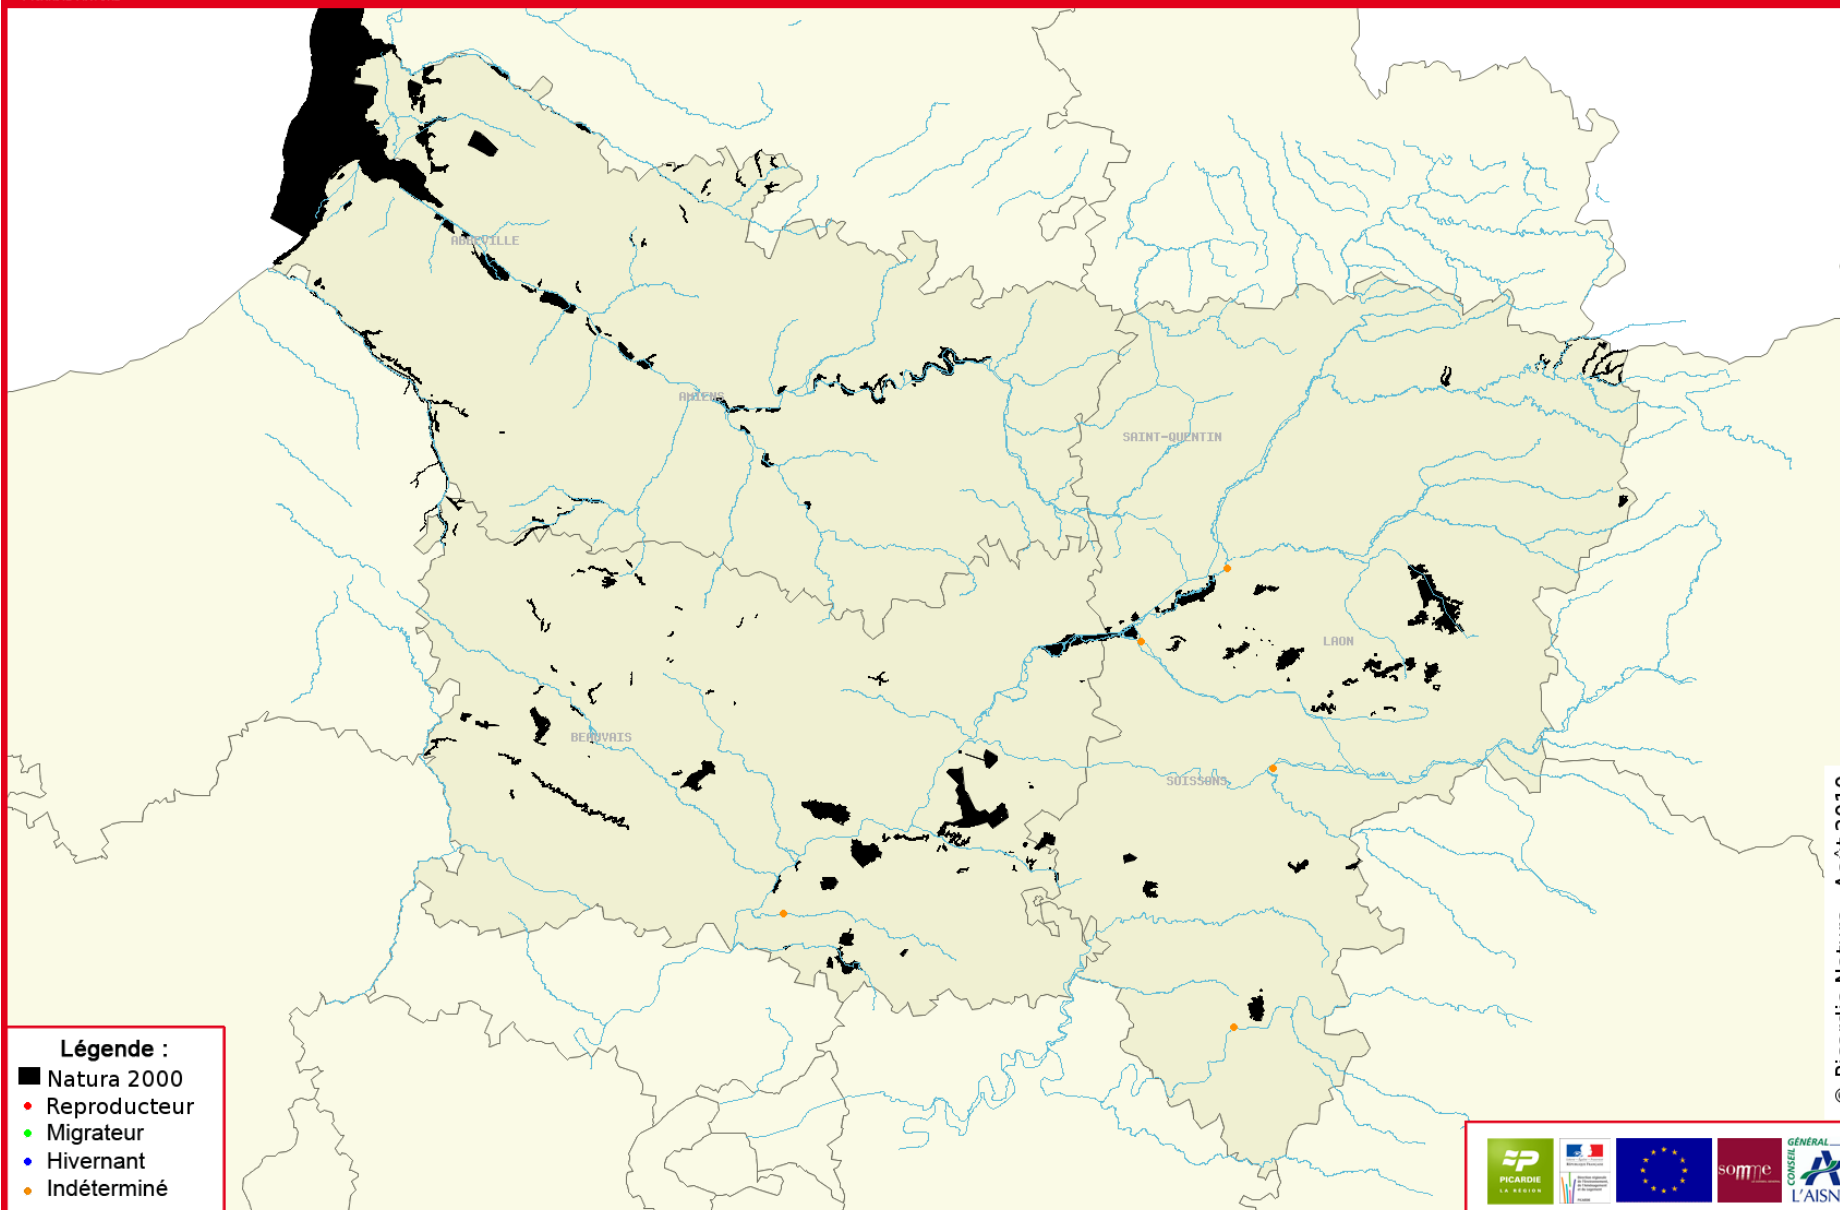 ABBEVILLE
AMIENS
SAINT-QUENTIN
LAON
BEAUVAIS
SOISSONS
Légende :
Natura 2000
Reproducteur
Migrateur
Hivernant
Indéterminé
PICARDIE
LA RÉGION
somme
CONSEIL
GÉNÉRAL
L'AISN